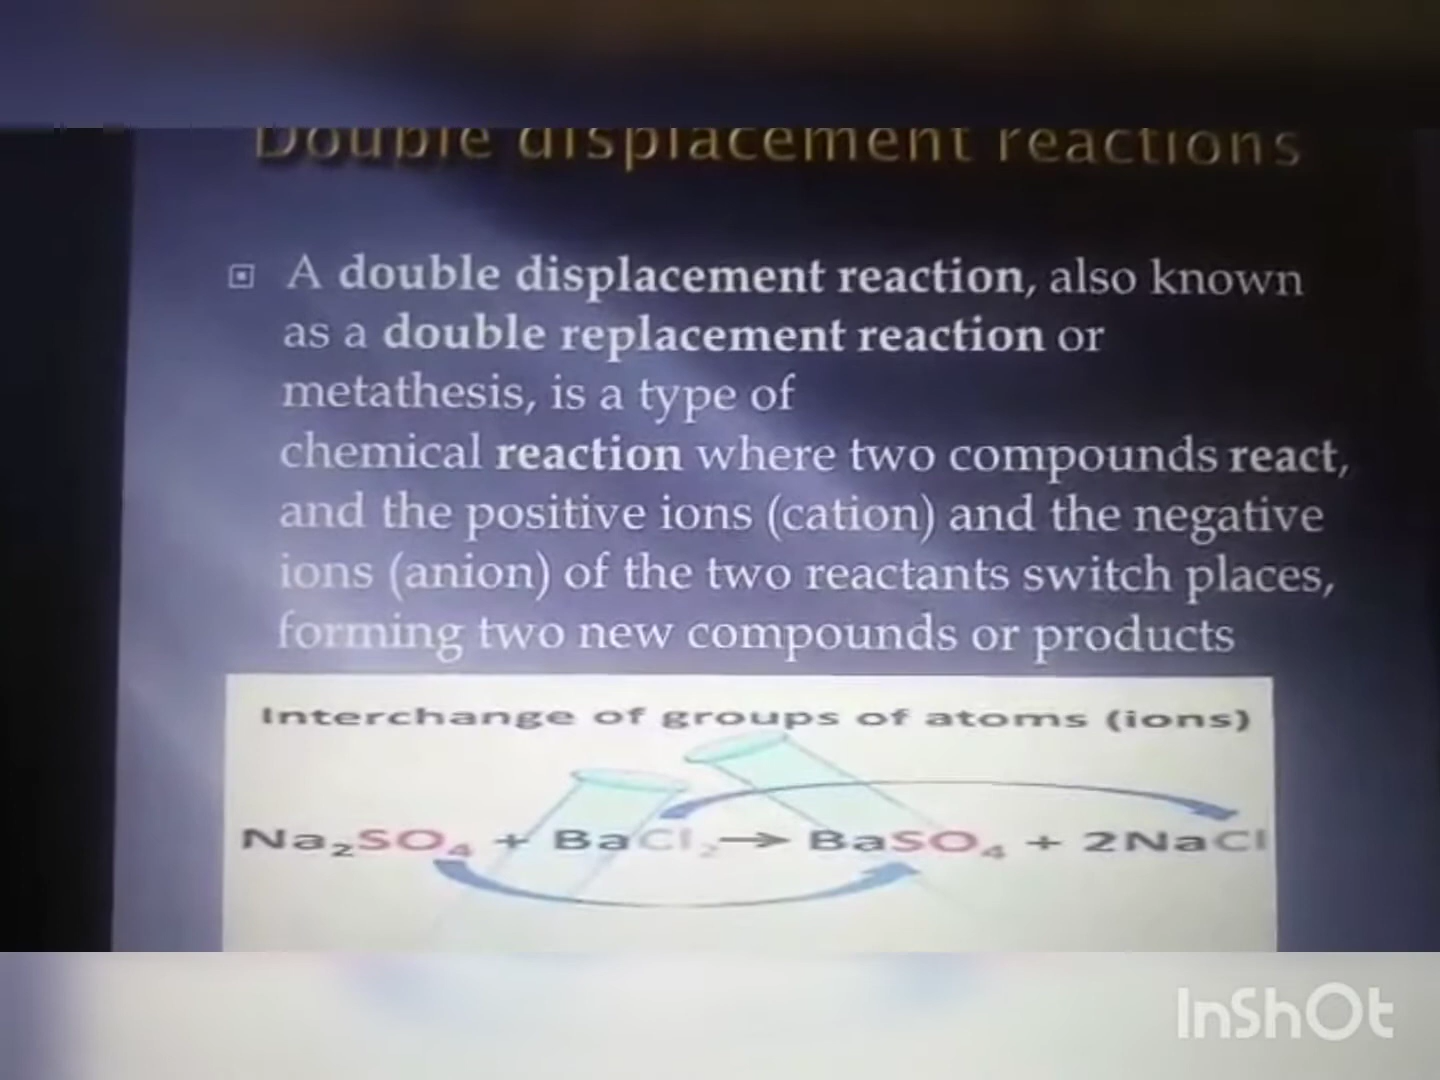 Double displacement reactions
A double displacement reaction, also known
as a double replacement reaction or
metathesis, is a type of
chemical reaction where two compounds react,
and the positive ions (cation) and the negative
ions (anion) of the two reactants switch places,
forming two new compounds or products
Interchange of groups of atoms (ions)
Na₂SO₄ + BaCl₂ → BaSO₄ + 2NaCl
InShOt